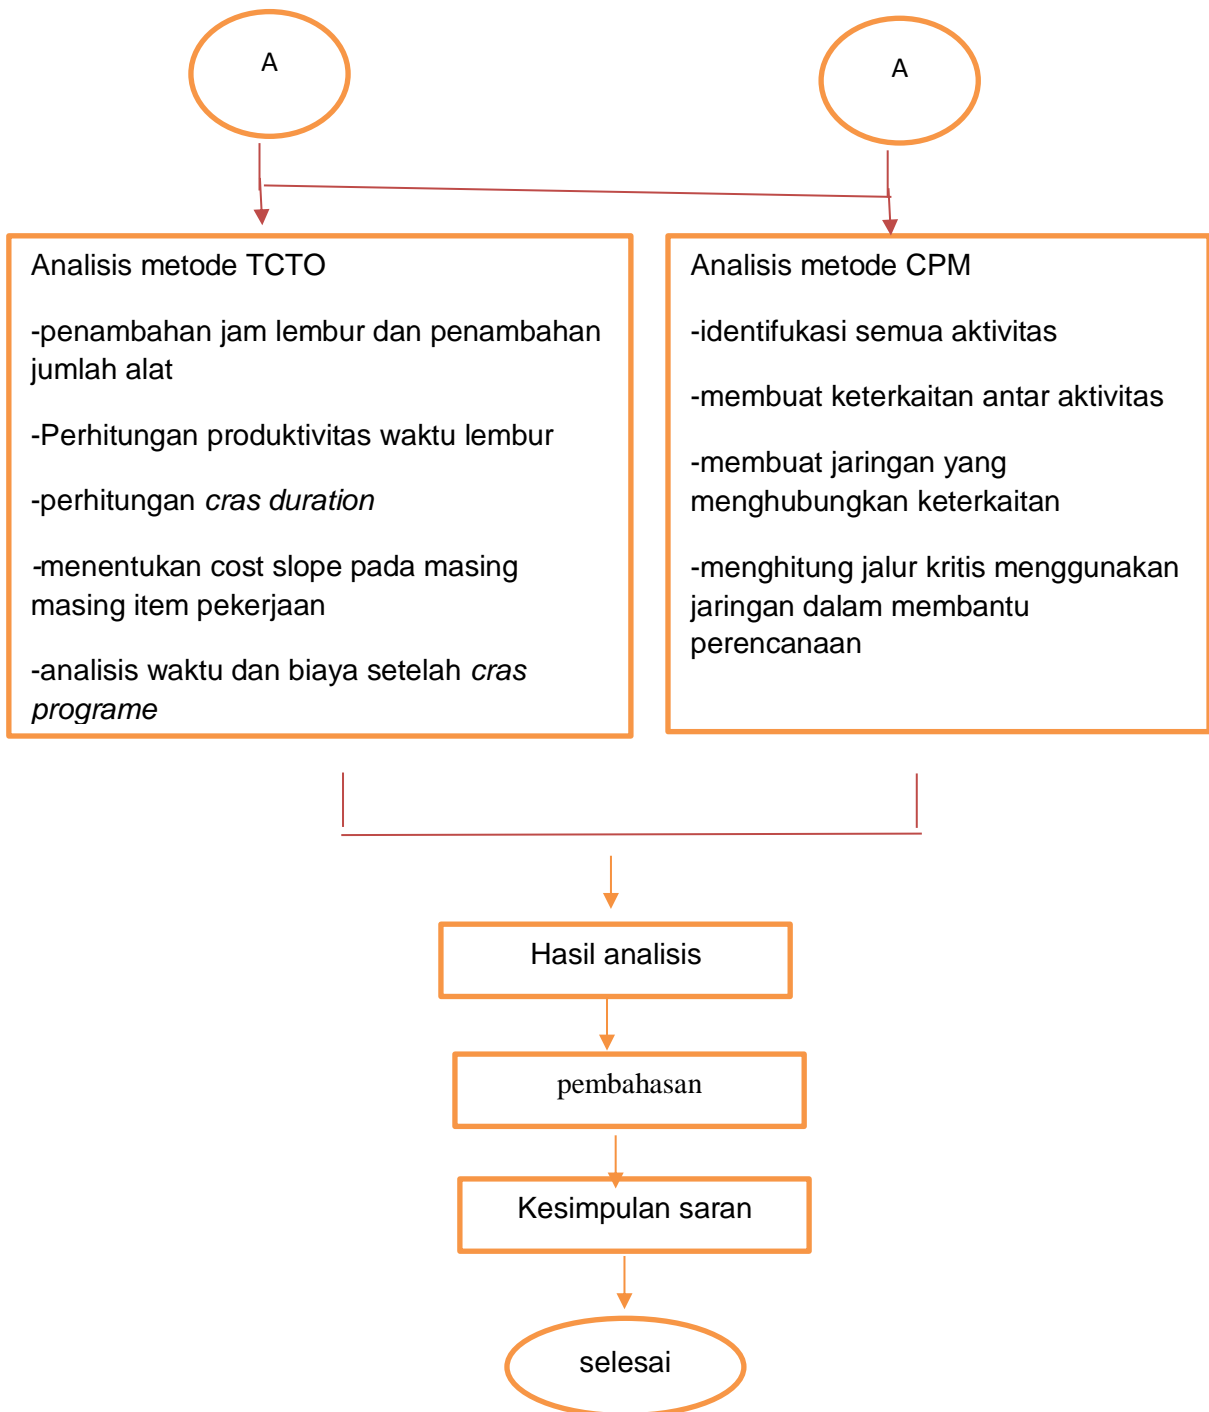 A
A
Analisis metode TCTO
-penambahan jam lembur dan penambahan
jumlah alat
-Perhitungan produktivitas waktu lembur
-perhitungan cras duration
-menentukan cost slope pada masing
masing item pekerjaan
-analisis waktu dan biaya setelah cras
programe
Analisis metode CPM
-identifukasi semua aktivitas
-membuat keterkaitan antar aktivitas
-membuat jaringan yang
menghubungkan keterkaitan
-menghitung jalur kritis menggunakan
jaringan dalam membantu
perencanaan
Hasil analisis
pembahasan
Kesimpulan saran
selesai